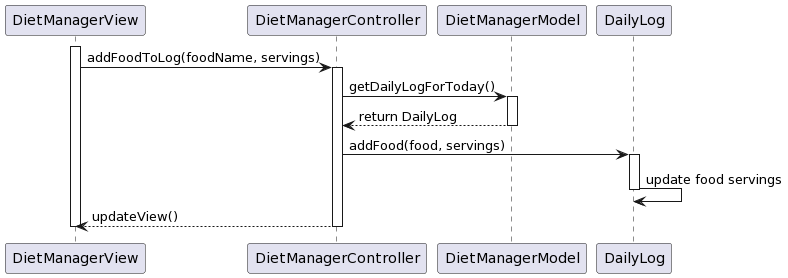 DietManagerView DietManagerController DietManagerModel DailyLog
addFoodToLog(foodName, servings)
getDailyLogForToday()
return DailyLog
addFood(food, servings)
update food servings
updateView()
DietManagerView DietManagerController DietManagerModel DailyLog